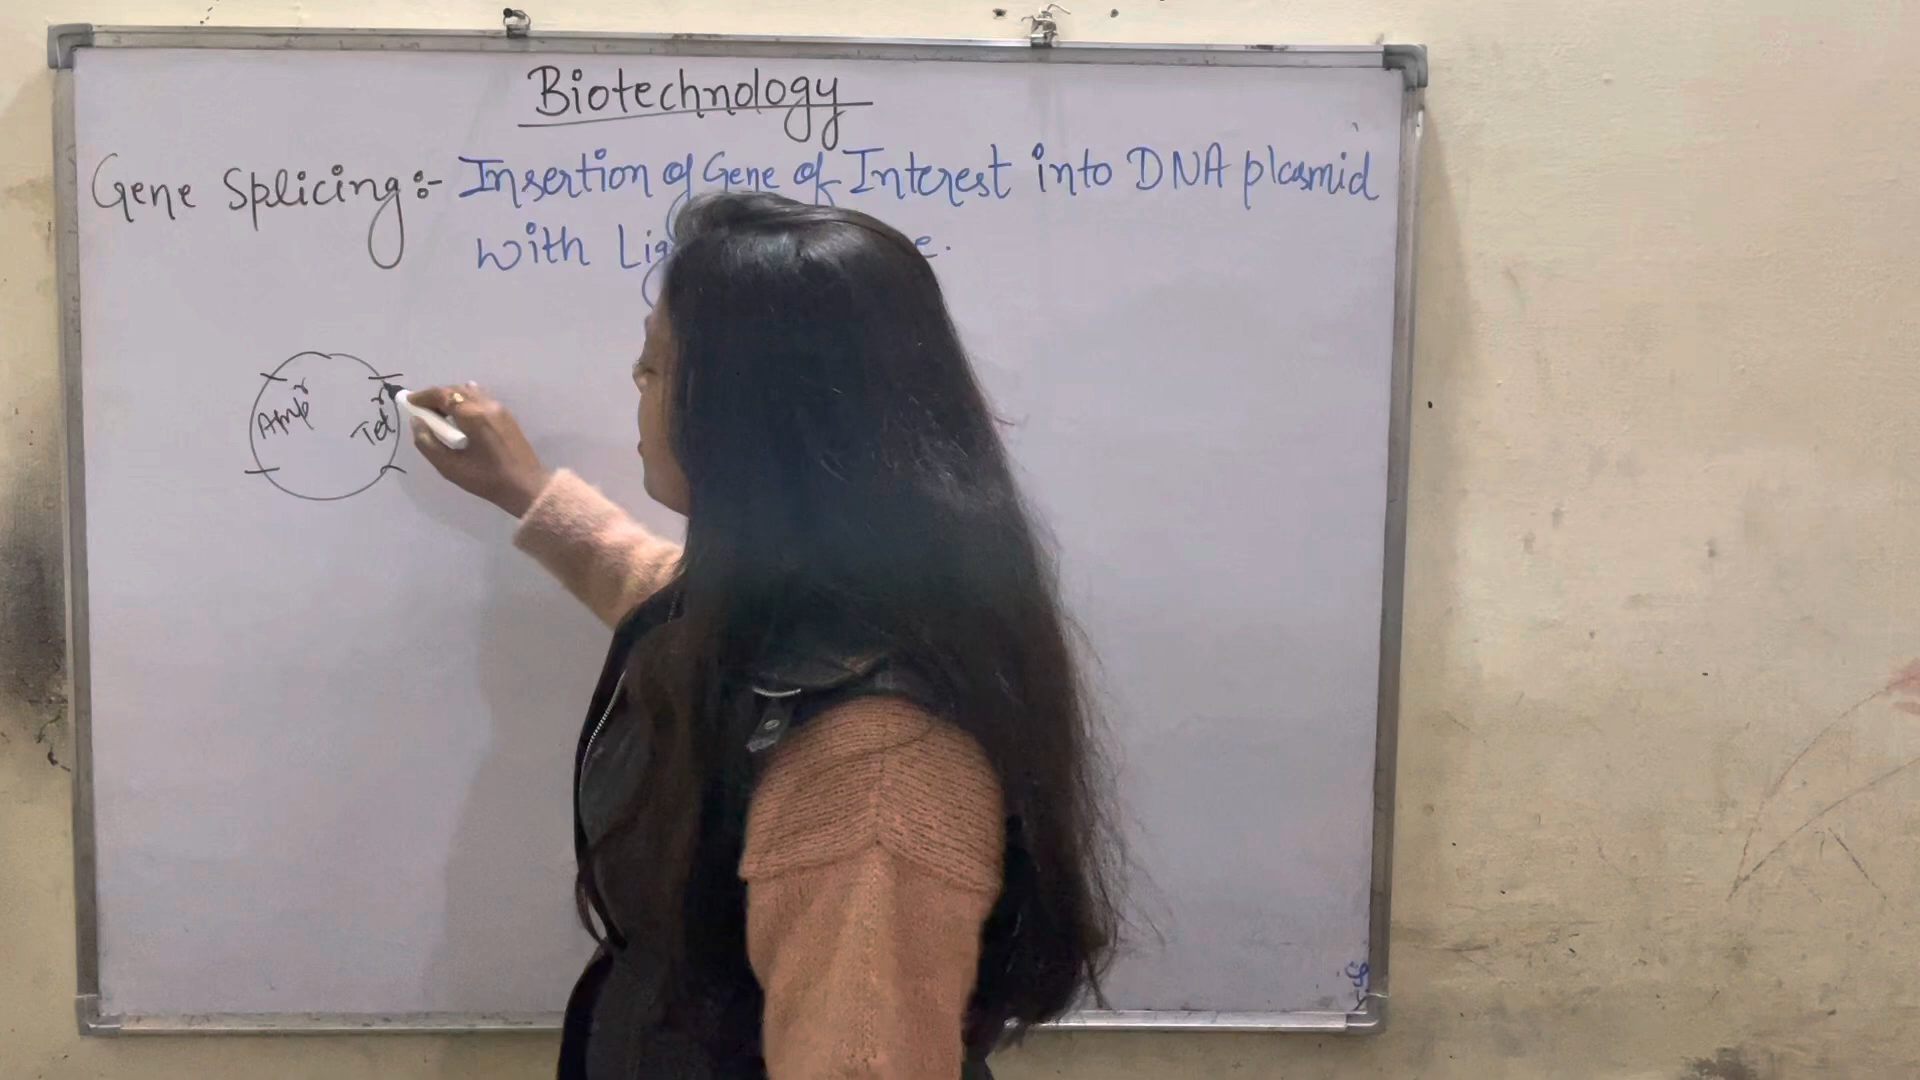 Biotechnology
Gene Splicing:- Insertion of Gene of Interest into DNA plasmid
with
Amp r
Tet r